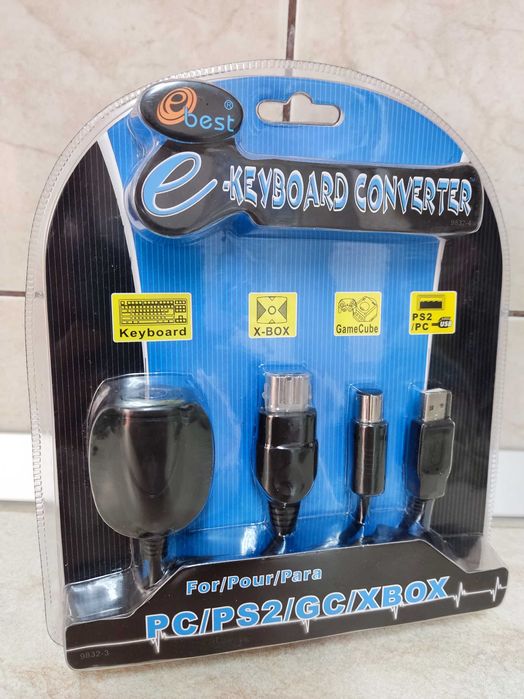 e
best ®
e-KEYBOARD CONVERTER
9832-4
Keyboard
X-BOX
GameCube
PS2
/PC USB
For/Pour/Para
PC/PS2/GC/XBOX
9832-3